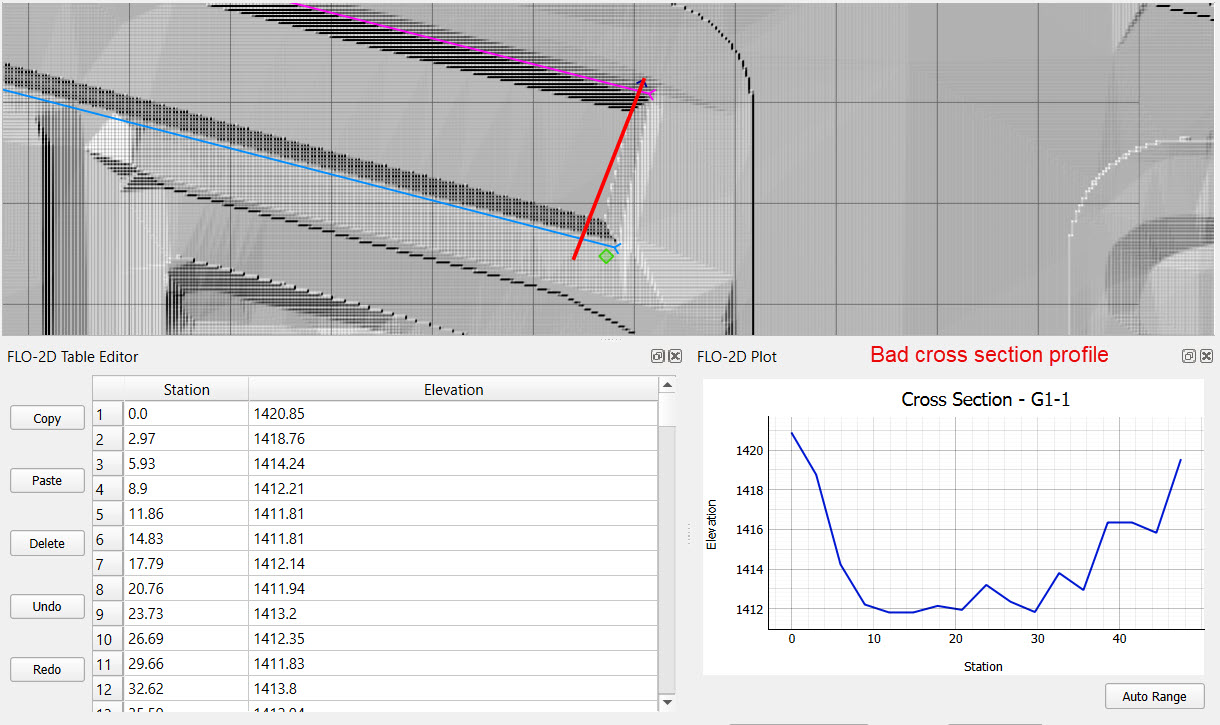 FLO-2D Table Editor
Copy
Paste
Delete
Undo
Redo
Station Elevation
1 0.0 1420.85
2 2.97 1418.76
3 5.93 1414.24
4 8.9 1412.21
5 11.86 1411.81
6 14.83 1411.81
7 17.79 1412.14
8 20.76 1411.94
9 23.73 1413.2
10 26.69 1412.35
11 29.66 1411.83
12 32.62 1413.8
FLO-2D Plot
Bad cross section profile
Cross Section - G1-1
Elevation
1420
1418
1416
1414
1412
0 10 20 30 40
Station
Auto Range